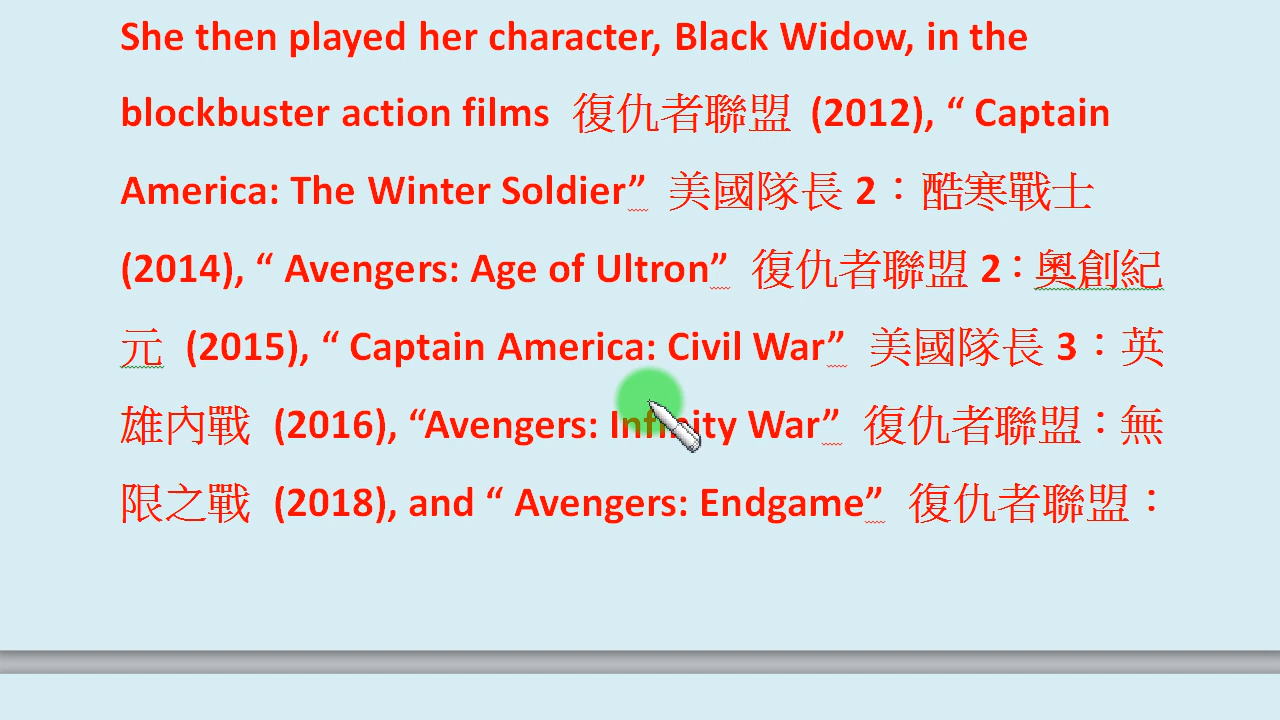 She then played her character, Black Widow, in the
blockbuster action films 復仇者聯盟 (2012), “ Captain
America: The Winter Soldier” 美國隊長 2：酷寒戰士
(2014), “ Avengers: Age of Ultron” 復仇者聯盟 2：奧創紀
元 (2015), “ Captain America: Civil War” 美國隊長 3：英
雄內戰 (2016), “Avengers: Infinity War” 復仇者聯盟：無
限之戰 (2018), and “ Avengers: Endgame” 復仇者聯盟：